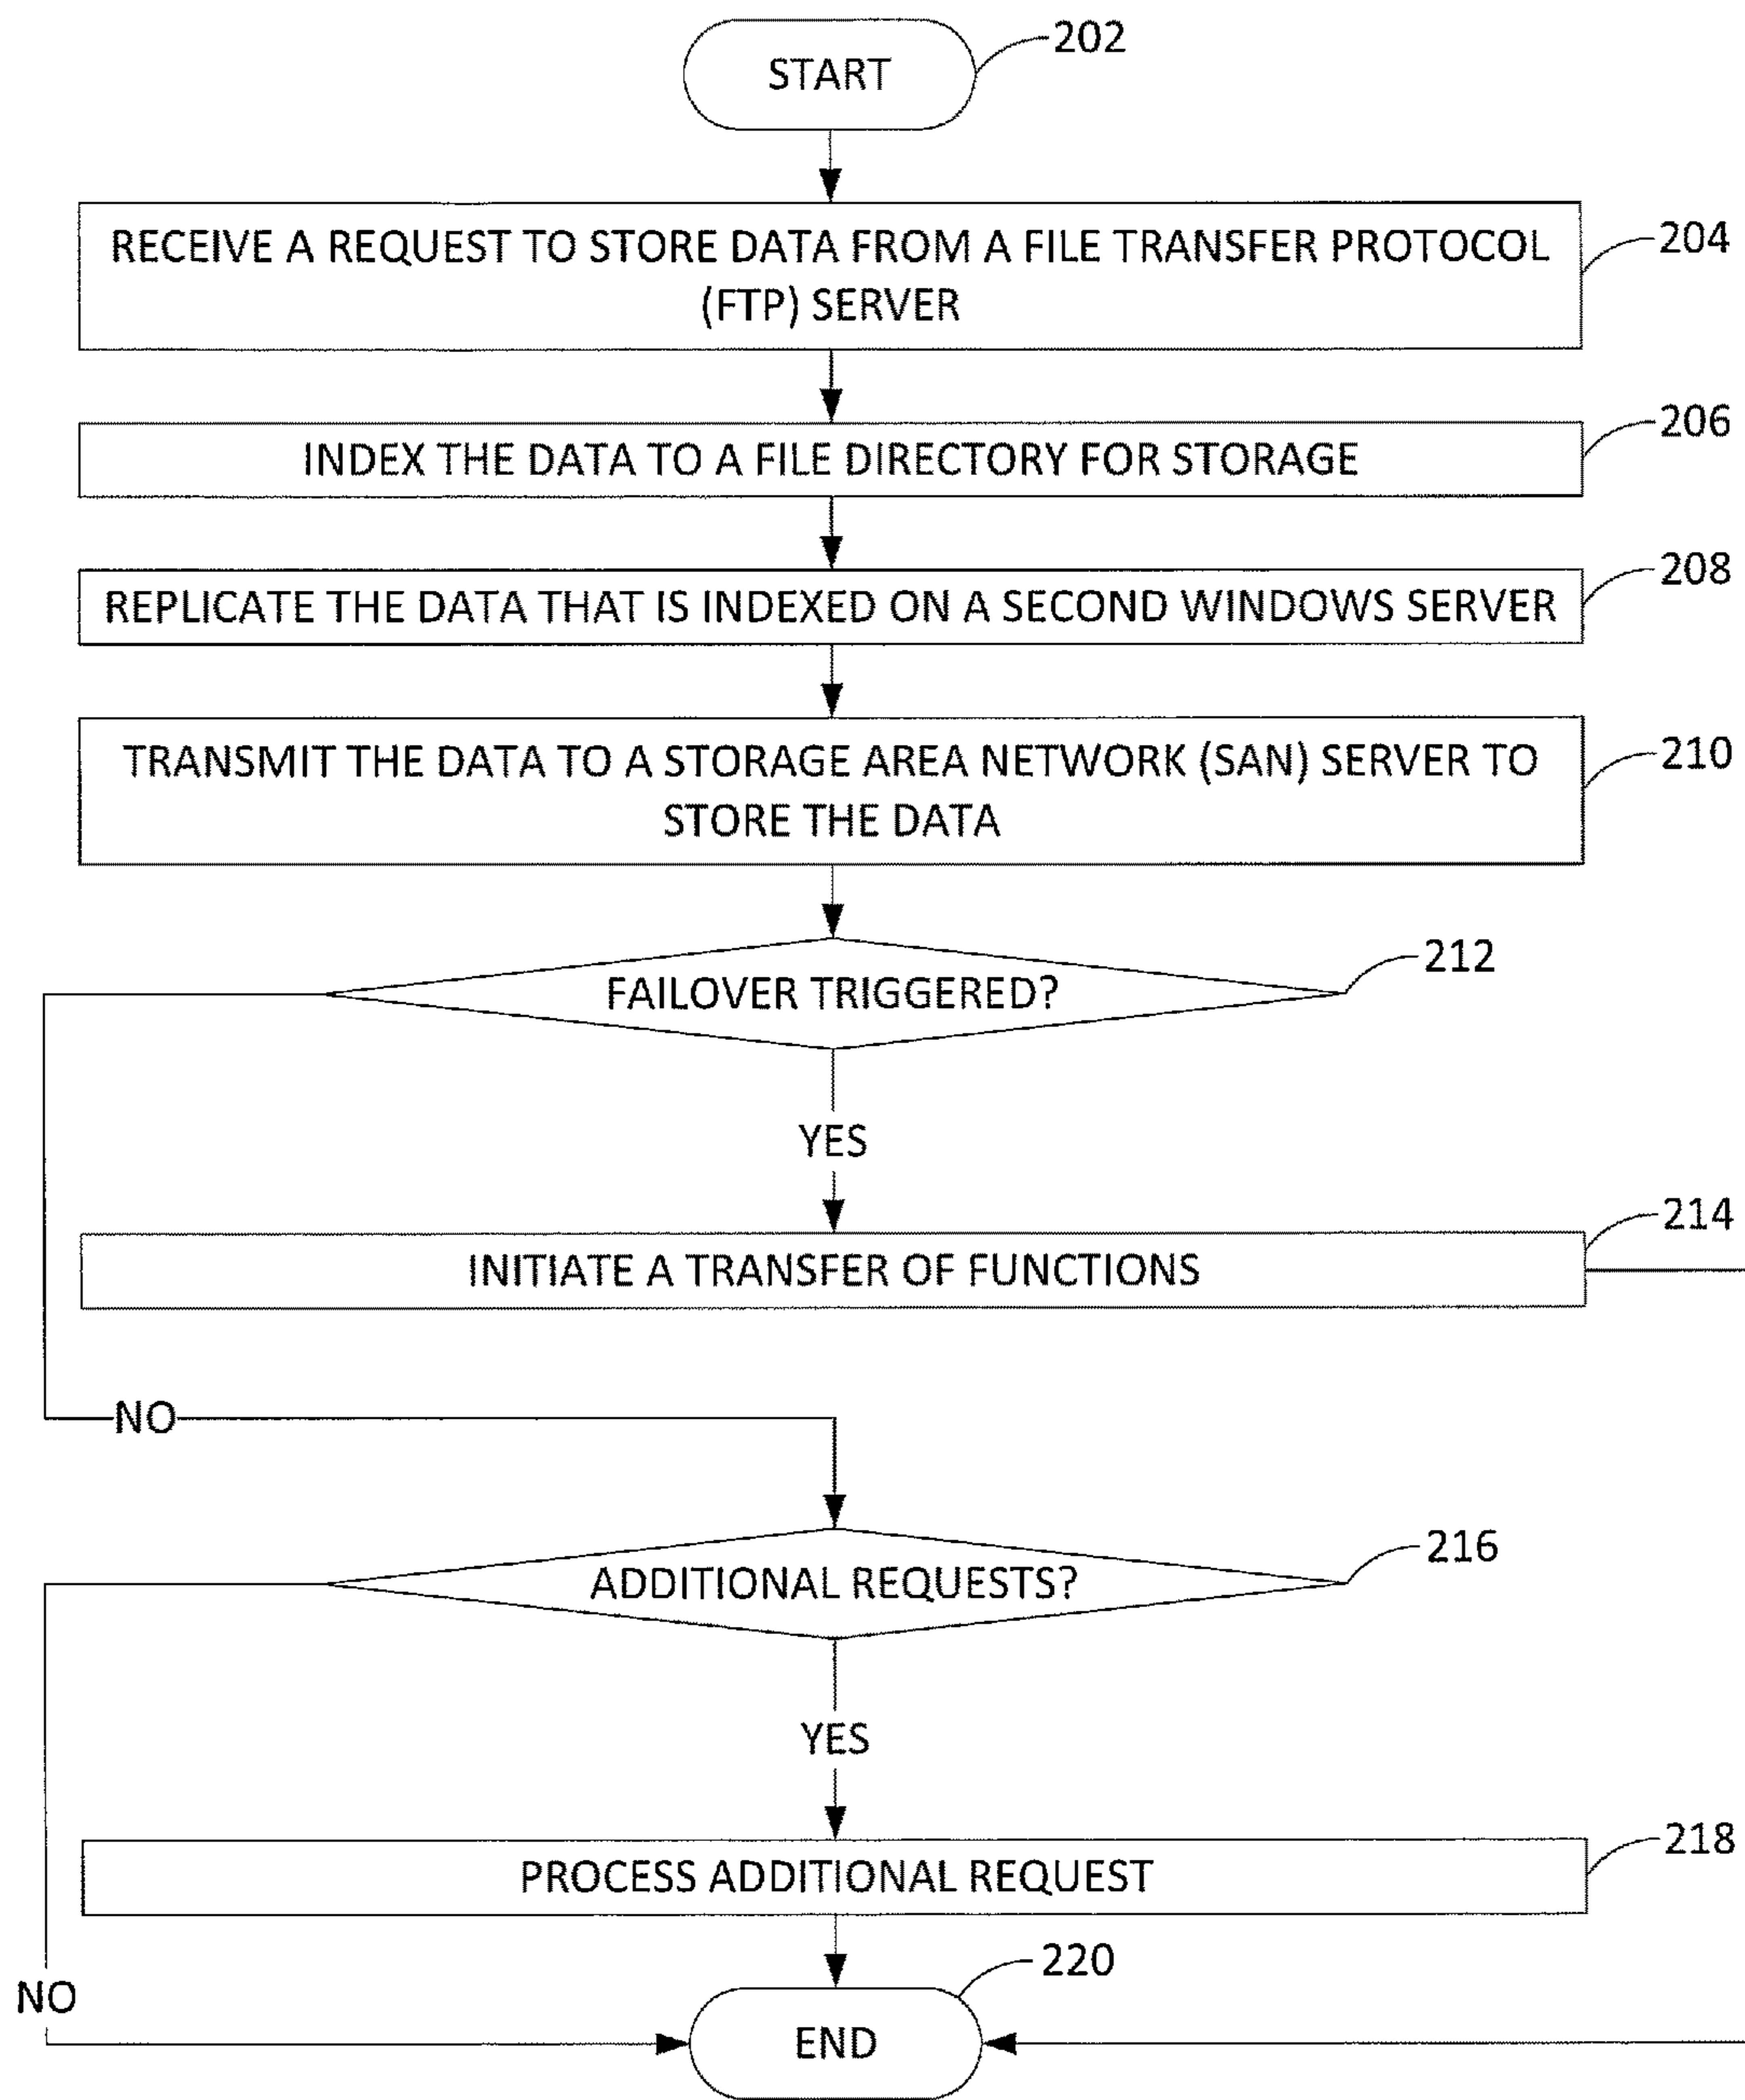 START
202
RECEIVE A REQUEST TO STORE DATA FROM A FILE TRANSFER PROTOCOL
(FTP) SERVER
204
INDEX THE DATA TO A FILE DIRECTORY FOR STORAGE
206
REPLICATE THE DATA THAT IS INDEXED ON A SECOND WINDOWS SERVER
208
TRANSMIT THE DATA TO A STORAGE AREA NETWORK (SAN) SERVER TO
STORE THE DATA
210
FAILOVER TRIGGERED?
212
YES
INITIATE A TRANSFER OF FUNCTIONS
214
NO
ADDITIONAL REQUESTS?
216
YES
PROCESS ADDITIONAL REQUEST
218
NO
END
220